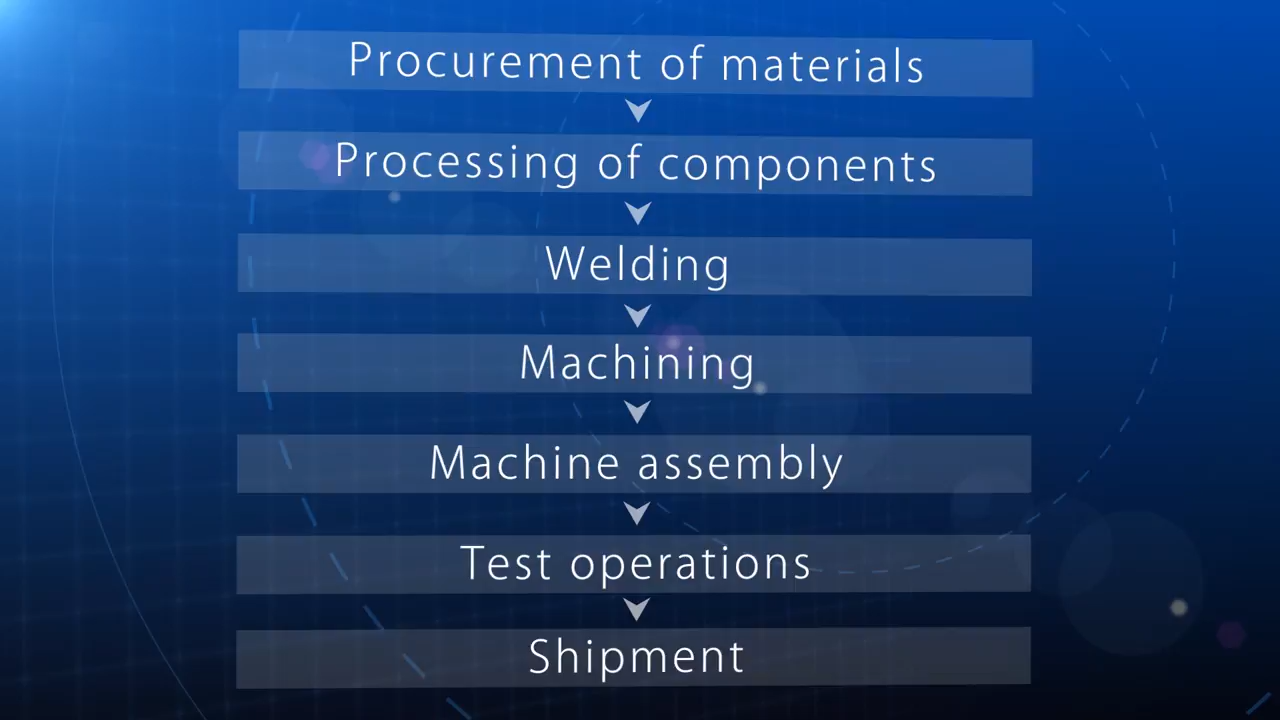 Procurement of materials
Processing of components
Welding
Machining
Machine assembly
Test operations
Shipment